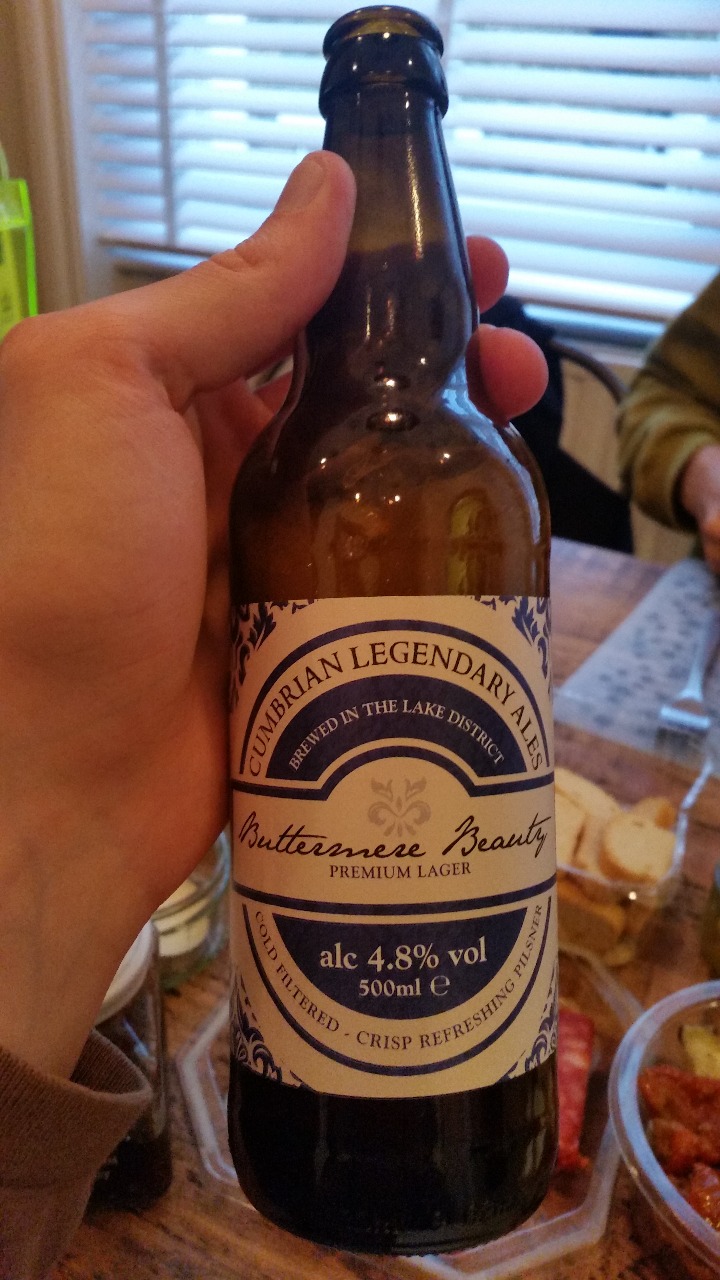 CUMBRIAN LEGENDARY ALES
BREWED IN THE LAKE DISTRICT
Buttermere Beauty
PREMIUM LAGER
alc 4.8% vol
500ml ℮
COLD FILTERED - CRISP REFRESHING PILSNER